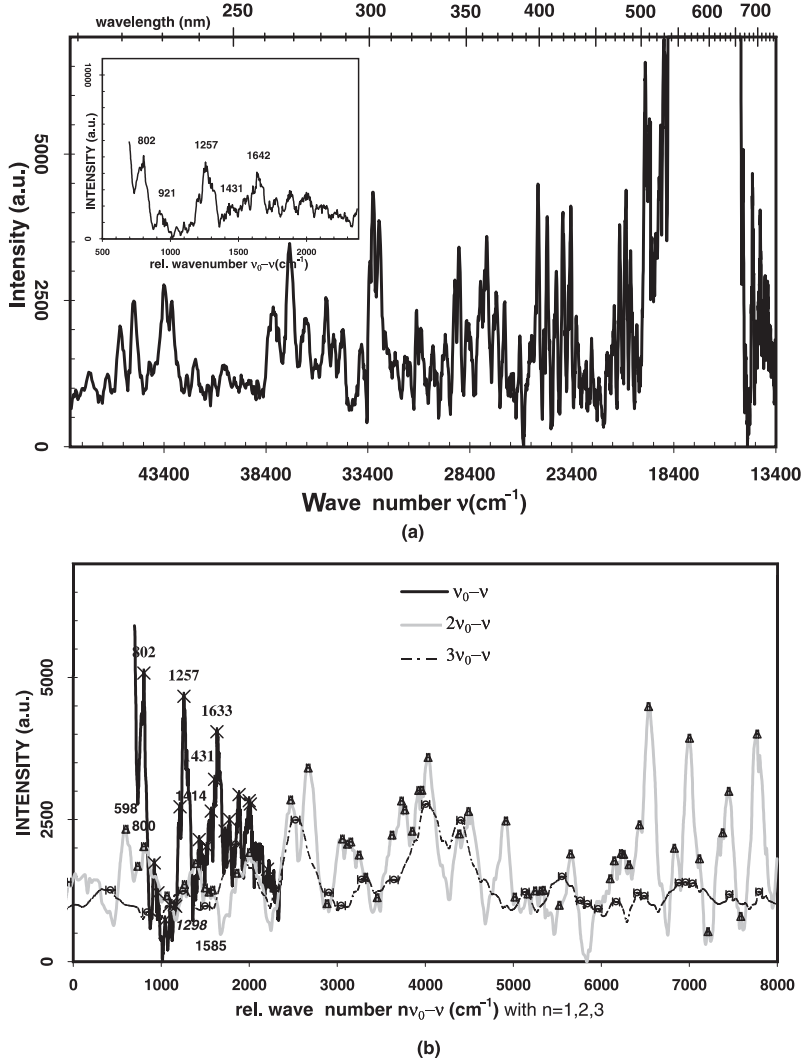 wavelength (nm)
260 300 350 400 500 600 700
Intensity (a.u.)
5000
2500
0
INTENSITY (a.u.)
10000
0
802
921
1257
1431
1642
500 1000 1500 2000
rel. wavenumber ν₀–ν(cm⁻¹)
43400 38400 33400 28400 23400 18400 13400
Wave number ν(cm⁻¹)
(a)
INTENSITY (a.u.)
5000
2500
0
ν₀–ν
2ν₀–ν
3ν₀–ν
802
1257
1633
1431
1414
598
800
1298
1585
0 1000 2000 3000 4000 5000 6000 7000 8000
rel. wave number nν₀–ν (cm⁻¹) with n=1,2,3
(b)